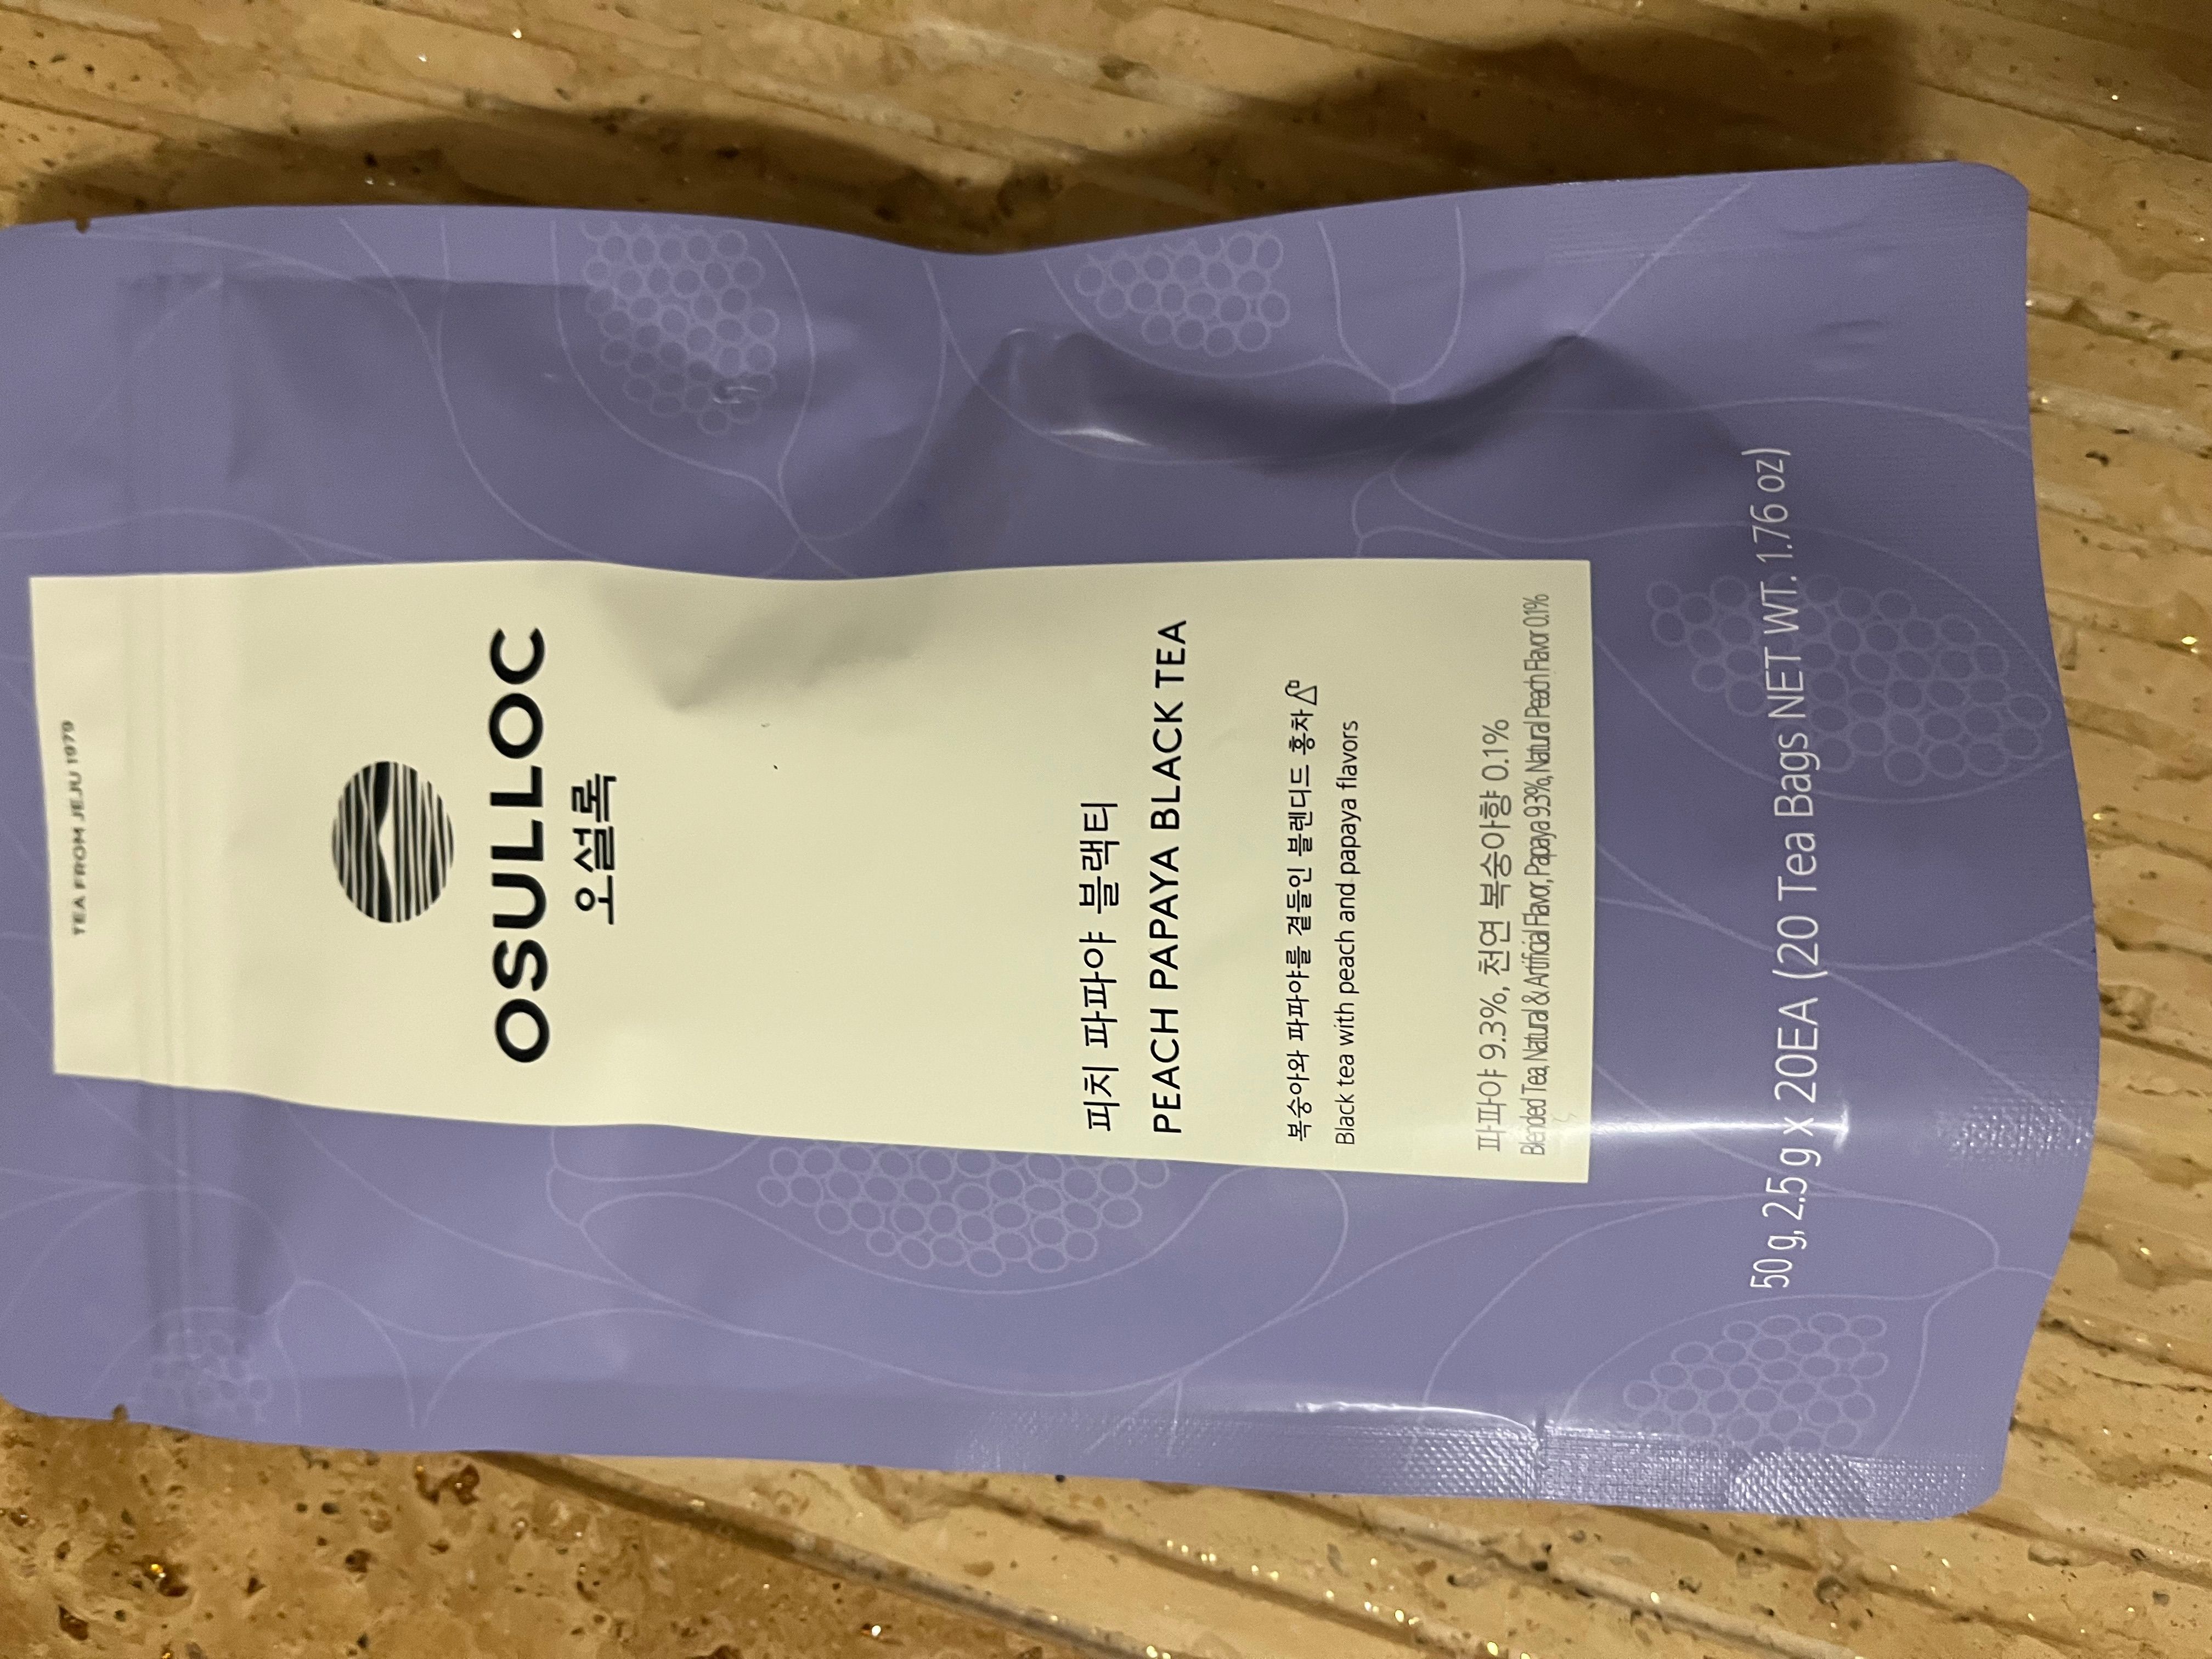 TEA FROM JEJU 1979
OSULLOC
오설록
피치 파파야 블랙티
PEACH PAPAYA BLACK TEA
복숭아와 파파야를 곁들인 블렌디드 홍차
Black tea with peach and papaya flavors
파파야 9.3%, 천연 복숭아향 0.1%
Blended Tea, Natural & Artificial Flavor, Papaya 9.3%, Natural Peach Flavor 0.1%
50 g, 2.5 g x 20EA (20 Tea Bags NET WT. 1.76 oz)